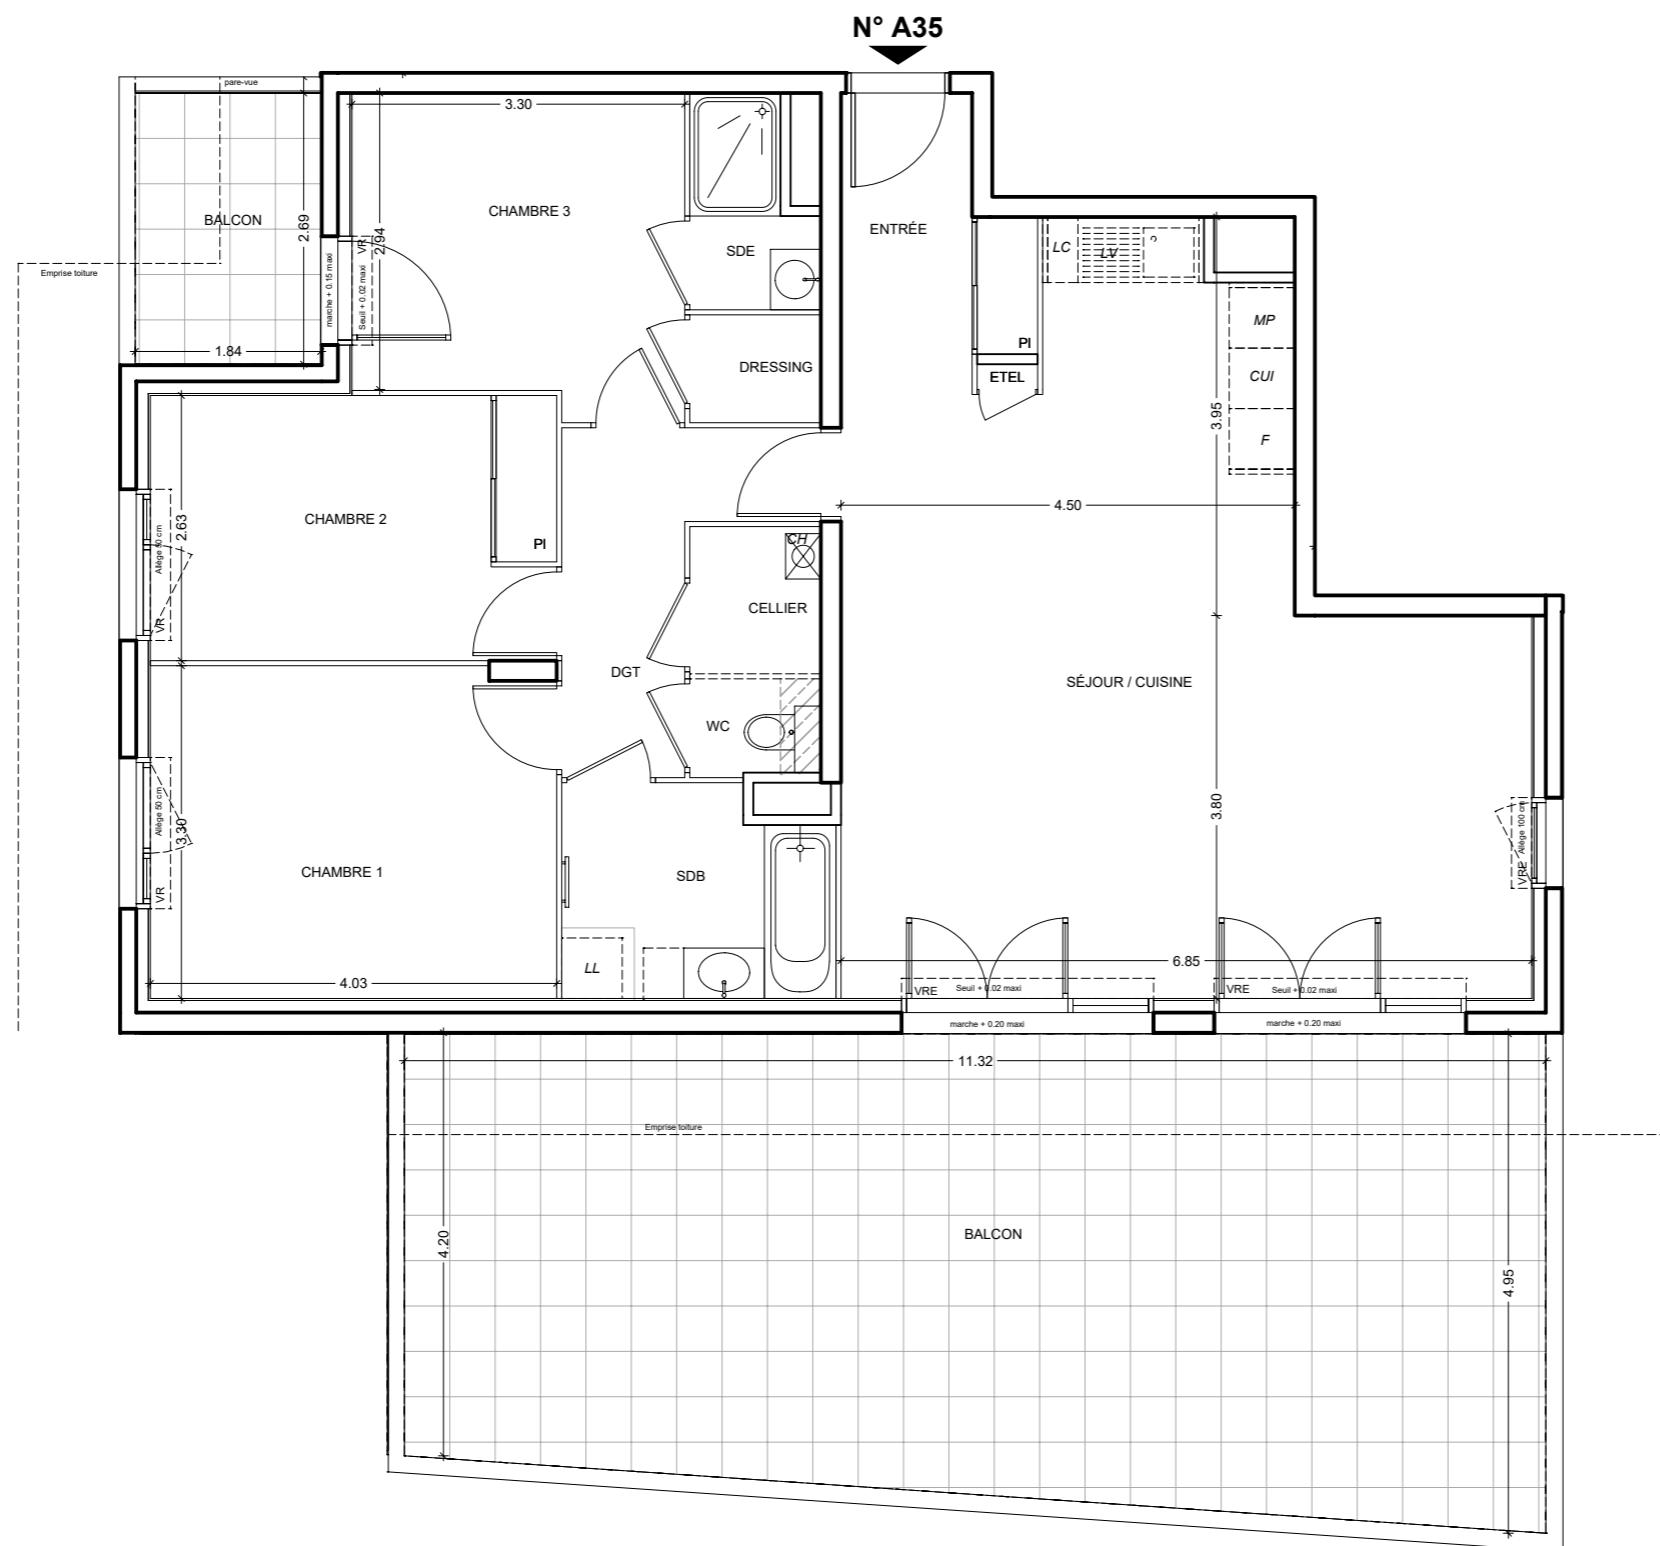 N° A35
pare-vue
3.30
BALCON
2.69
CHAMBRE 3
2.94
VR
marche + 0.15 maxi
Seuil + 0.02 maxi
1.84
Emprise toiture
SDE
DRESSING
ENTRÉE
LC
LV
PI
ETEL
MP
CUI
F
3.95
4.50
CHAMBRE 2
2.63
PI
Allège 50 cm
VR
CH
CELLIER
DGT
WC
SÉJOUR / CUISINE
CHAMBRE 1
3.30
Allège 50 cm
VR
4.03
SDB
LL
3.80
Allège 100 cm
VRE
6.85
VRE
Seuil + 0.02 maxi
VRE
Seuil + 0.02 maxi
marche + 0.20 maxi
marche + 0.20 maxi
11.32
Emprise toiture
BALCON
4.20
4.95